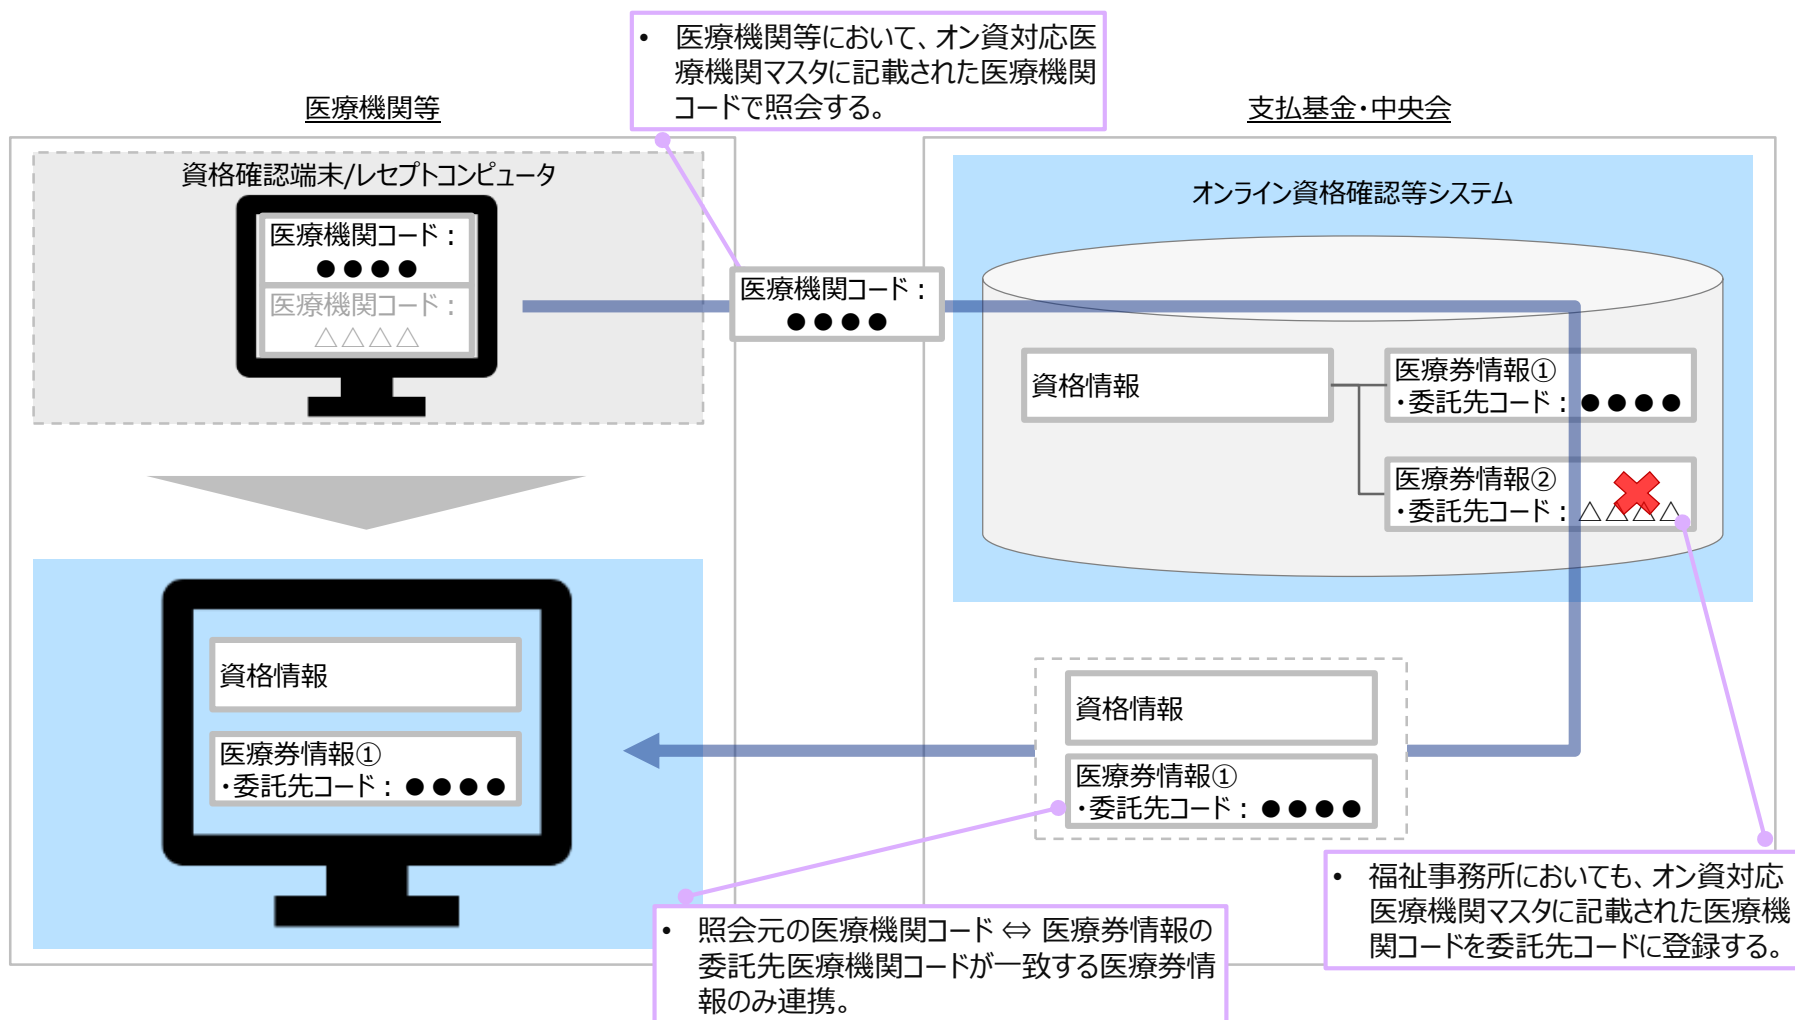 • 医療機関等において、オン資対応医
療機関マスタに記載された医療機関
コードで照会する。
医療機関等
支払基金・中央会
資格確認端末/レセプトコンピュータ
医療機関コード：
●●●●
医療機関コード：
△△△△
医療機関コード：
●●●●
オンライン資格確認等システム
資格情報
医療券情報①
・委託先コード：●●●●
医療券情報②
・委託先コード：△△△△
資格情報
医療券情報①
・委託先コード：●●●●
資格情報
医療券情報①
・委託先コード：●●●●
• 照会元の医療機関コード ⇔ 医療券情報の
委託先医療機関コードが一致する医療券情
報のみ連携。
• 福祉事務所においても、オン資対応
医療機関マスタに記載された医療機
関コードを委託先コードに登録する。